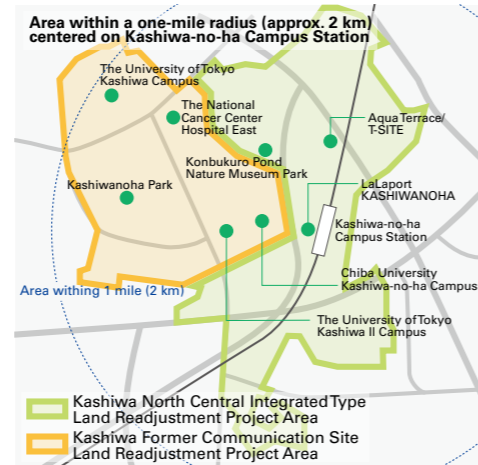 Area within a one-mile radius (approx. 2 km)
centered on Kashiwa-no-ha Campus Station
The University of Tokyo
Kashiwa Campus
The National
Cancer Center
Hospital East
Aqua Terrace/
T-SITE
Konbukuro Pond
Nature Museum Park
Kashiwanoha Park
LaLaport
KASHIWANOHA
Kashiwa-no-ha
Campus Station
Chiba University
Kashiwa-no-ha Campus
Area withing 1 mile (2 km)
The University of Tokyo
Kashiwa II Campus
Kashiwa North Central Integrated Type
Land Readjustment Project Area
Kashiwa Former Communication Site
Land Readjustment Project Area